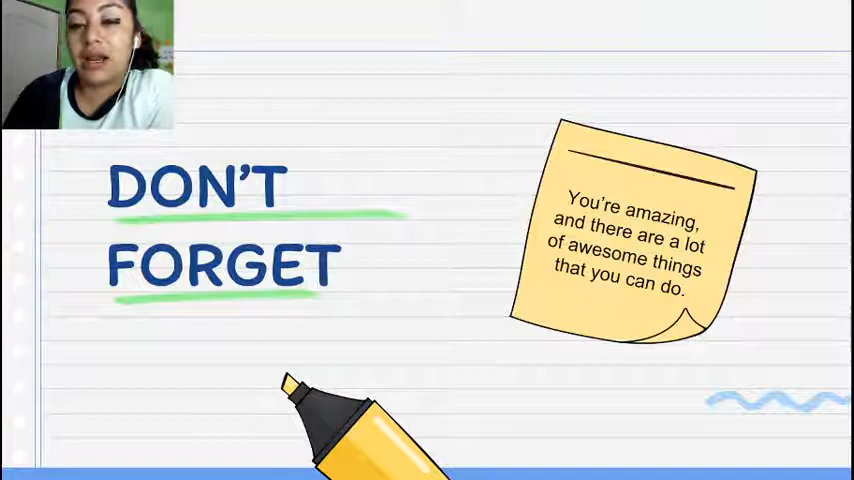 DON'T
FORGET
You're amazing,
and there are a lot
of awesome things
that you can do.